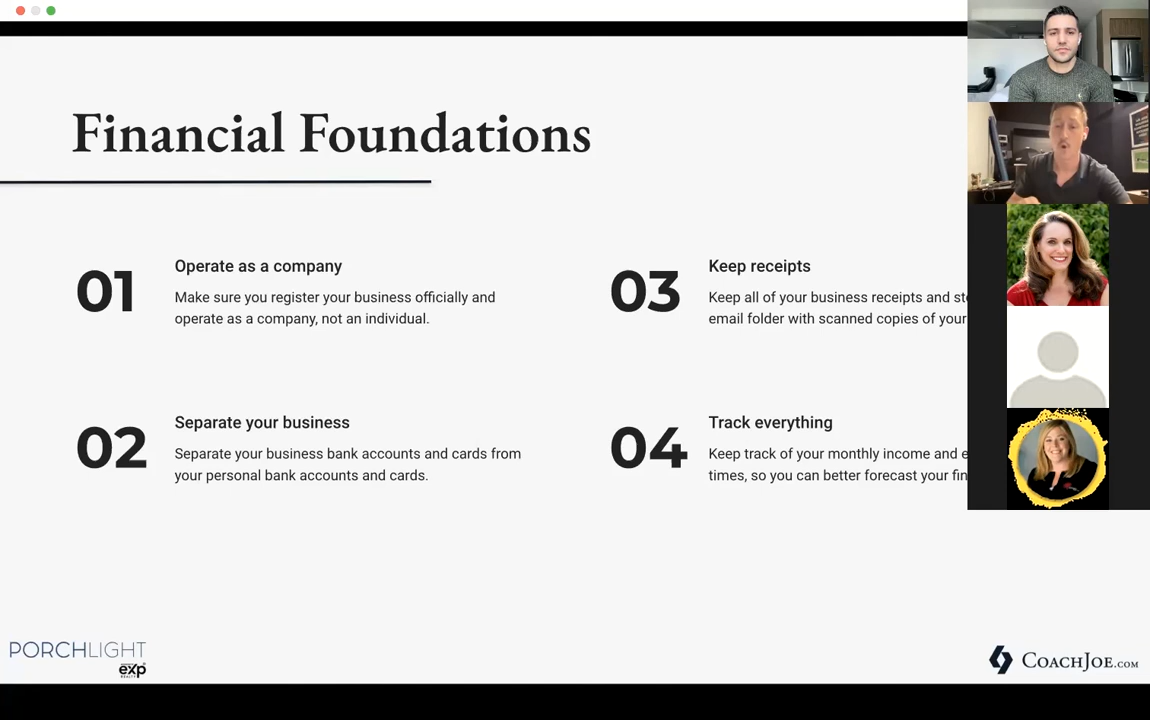 Financial Foundations
01
Operate as a company
Make sure you register your business officially and
operate as a company, not an individual.
02
Separate your business
Separate your business bank accounts and cards from
your personal bank accounts and cards.
03
Keep receipts
Keep all of your business receipts and
email folder with scanned copies of your
04
Track everything
Keep track of your monthly income and
times, so you can better forecast your
PORCHLIGHT
exp
REALTY
COACHJOE.COM